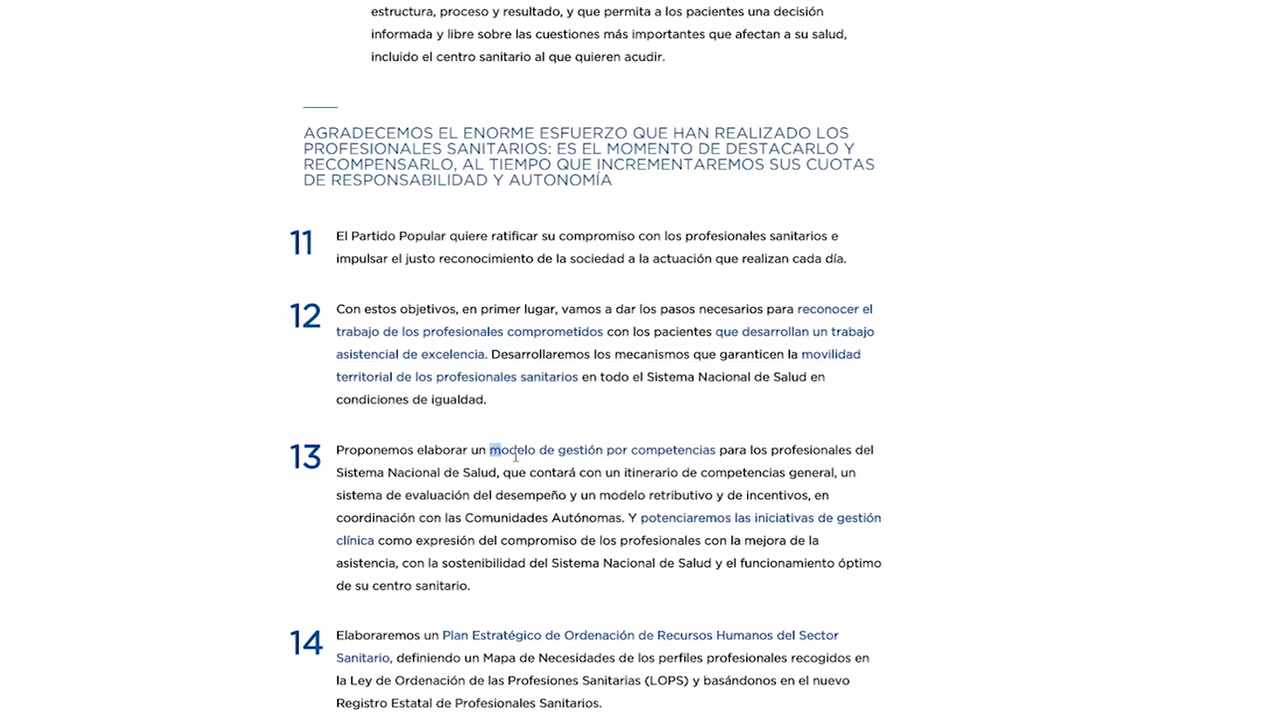 estructura, proceso y resultado, y que permita a los pacientes una decisión
informada y libre sobre las cuestiones más importantes que afectan a su salud,
incluido el centro sanitario al que quieren acudir.
AGRADECEMOS EL ENORME ESFUERZO QUE HAN REALIZADO LOS
PROFESIONALES SANITARIOS: ES EL MOMENTO DE DESTACARLO Y
RECOMPENSARLO, AL TIEMPO QUE INCREMENTAREMOS SUS CUOTAS
DE RESPONSABILIDAD Y AUTONOMÍA
11 El Partido Popular quiere ratificar su compromiso con los profesionales sanitarios e
impulsar el justo reconocimiento de la sociedad a la actuación que realizan cada día.
12 Con estos objetivos, en primer lugar, vamos a dar los pasos necesarios para reconocer el
trabajo de los profesionales comprometidos con los pacientes que desarrollan un trabajo
asistencial de excelencia. Desarrollaremos los mecanismos que garanticen la movilidad
territorial de los profesionales sanitarios en todo el Sistema Nacional de Salud en
condiciones de igualdad.
13 Proponemos elaborar un modelo de gestión por competencias para los profesionales del
Sistema Nacional de Salud, que contará con un itinerario de competencias general, un
sistema de evaluación del desempeño y un modelo retributivo y de incentivos, en
coordinación con las Comunidades Autónomas. Y potenciaremos las iniciativas de gestión
clínica como expresión del compromiso de los profesionales con la mejora de la
asistencia, con la sostenibilidad del Sistema Nacional de Salud y el funcionamiento óptimo
de su centro sanitario.
14 Elaboraremos un Plan Estratégico de Ordenación de Recursos Humanos del Sector
Sanitario, definiendo un Mapa de Necesidades de los perfiles profesionales recogidos en
la Ley de Ordenación de las Profesiones Sanitarias (LOPS) y basándonos en el nuevo
Registro Estatal de Profesionales Sanitarios.